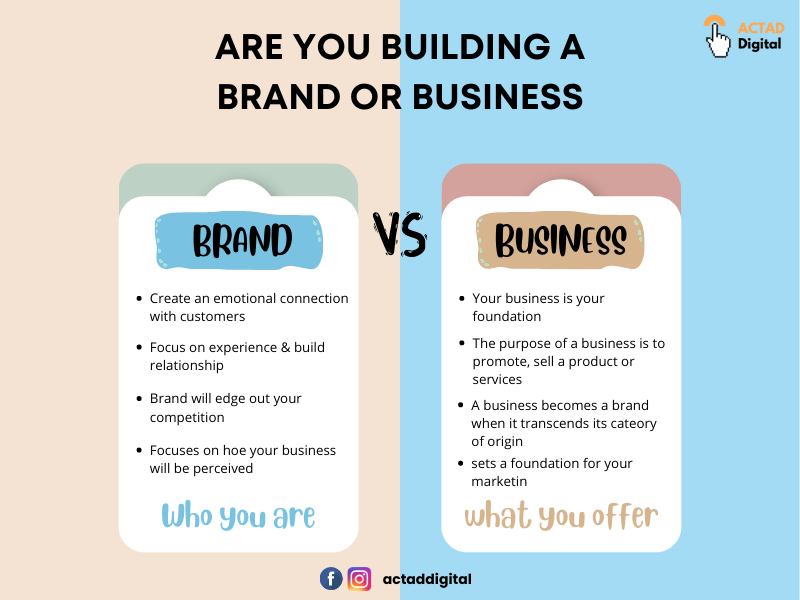 ARE YOU BUILDING A
BRAND OR BUSINESS
ACTAD
Digital
BRAND
Create an emotional connection
with customers
Focus on experience & build
relationship
Brand will edge out your
competition
Focuses on hoe your business
will be perceived
Who you are
VS
BUSINESS
Your business is your
foundation
The purpose of a business is to
promote, sell a product or
services
A business becomes a brand
when it transcends its cateory
of origin
sets a foundation for your
marketin
what you offer
actaddigital